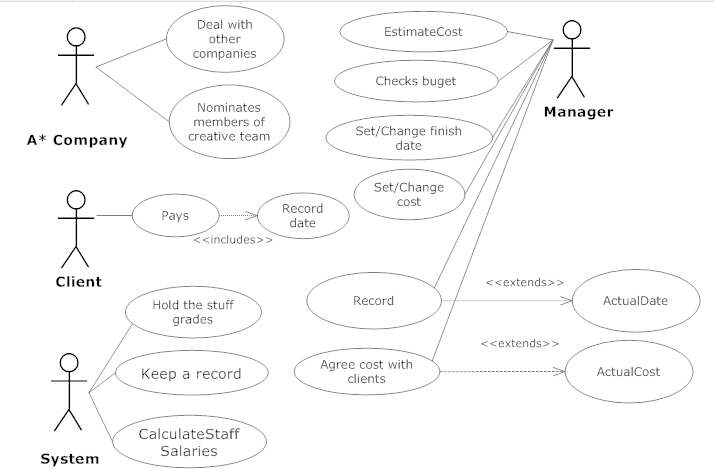 Deal with
other
companies
Nominates
members of
creative team
A* Company
EstimateCost
Checks buget
Set/Change finish
date
Set/Change
cost
Manager
Pays
Record
date
<<includes>>
Client
Record
<<extends>>
ActualDate
Agree cost with
clients
<<extends>>
ActualCost
Hold the stuff
grades
Keep a record
CalculateStaff
Salaries
System